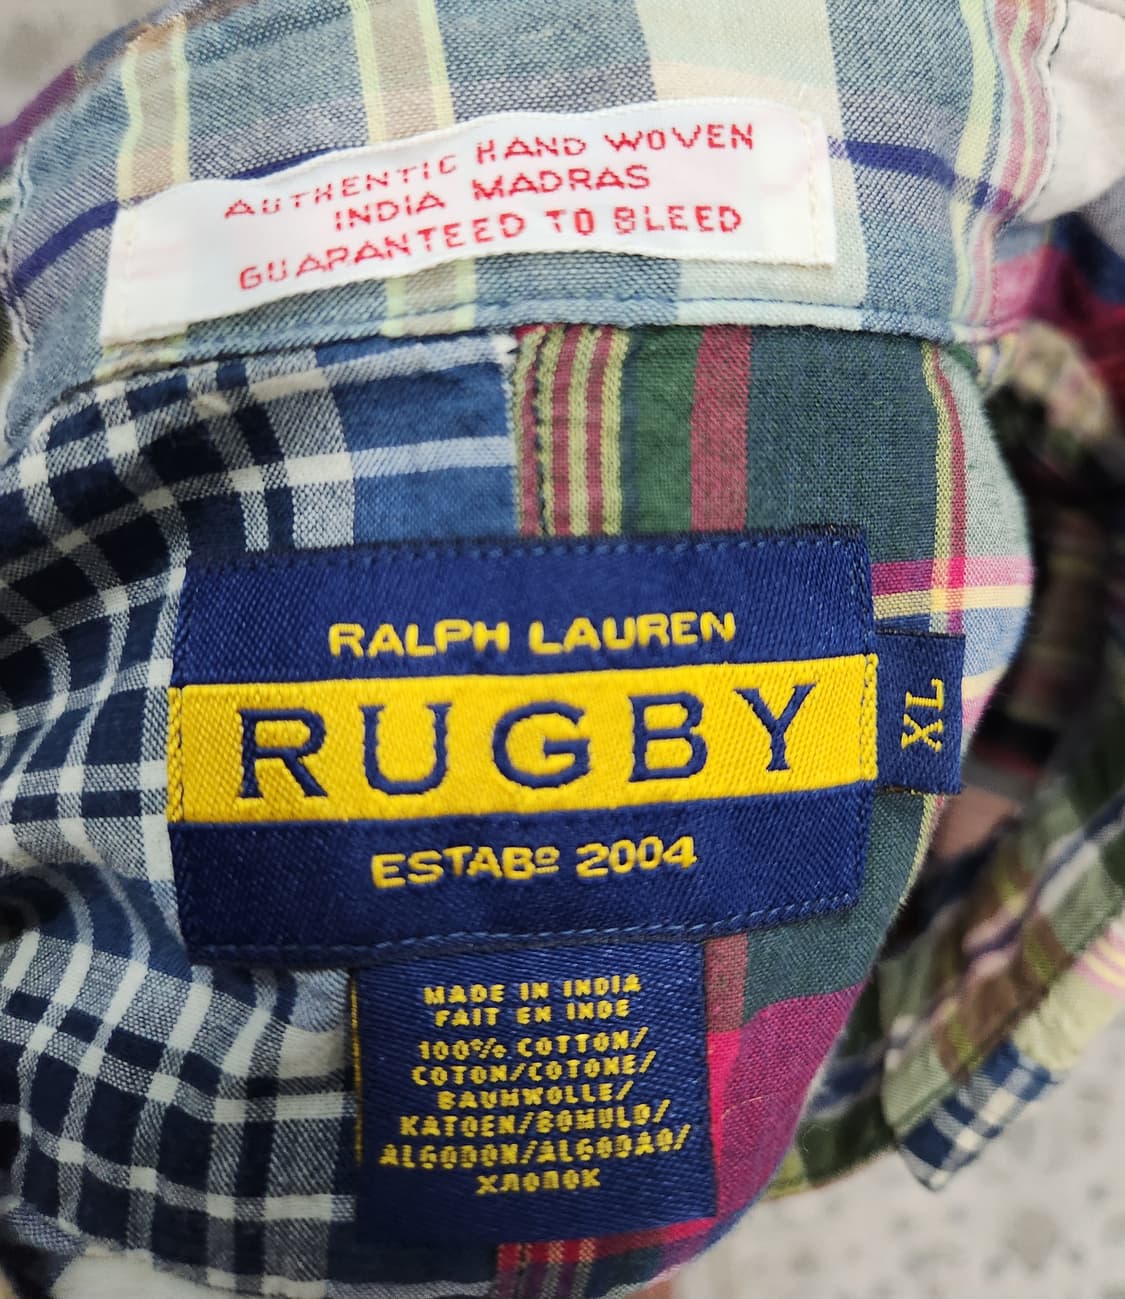 AUTHENTIC HAND WOVEN
INDIA MADRAS
GUARANTEED TO BLEED
RALPH LAUREN
RUGBY
XL
ESTABº 2004
MADE IN INDIA
FAIT EN INDE
100% COTTON/
COTON/COTONE/
BAUMWOLLE/
KATOEN/BOMULD/
ALGODON/ALGODAO/
ХЛОПОК